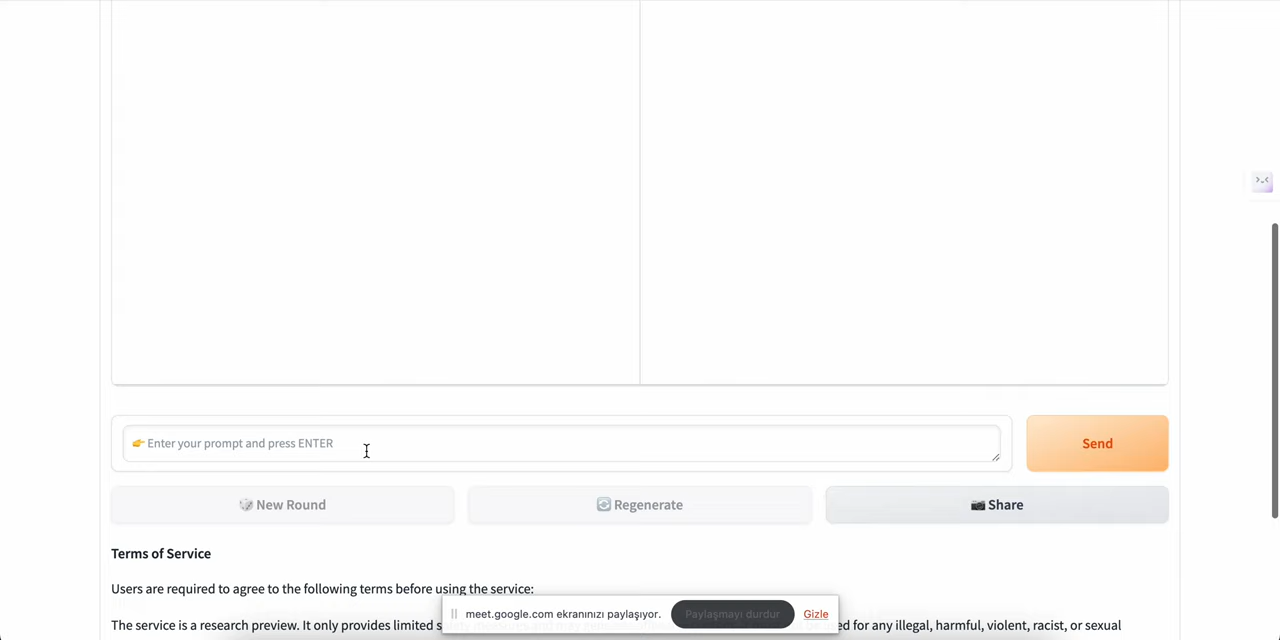 👉 Enter your prompt and press ENTER
Send
🎲 New Round
🔄 Regenerate
📷 Share
Terms of Service
Users are required to agree to the following terms before using the service:
meet.google.com ekranınızı paylaşıyor.
Paylaşmayı durdur
Gizle
The service is a research preview. It only provides limited
for any illegal, harmful, violent, racist, or sexual